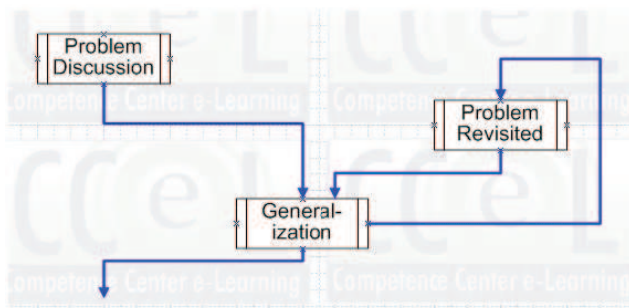 Problem
Discussion
Competence Center e-Learning
Competence Center e-Learning
Problem
Revisited
General-
ization
Competence Center e-Learning
Competence Center e-Learning